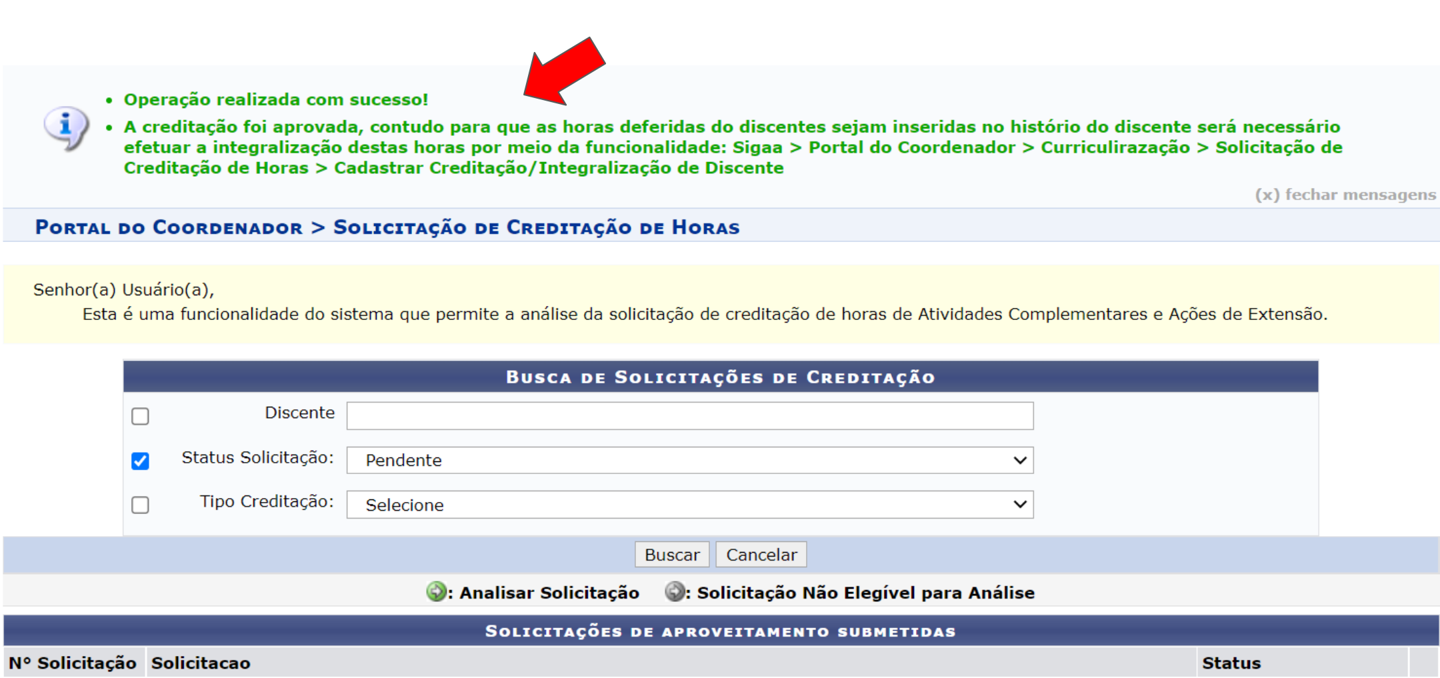 • Operação realizada com sucesso!
• A creditação foi aprovada, contudo para que as horas deferidas do discentes sejam inseridas no histório do discente será necessário
efetuar a integralização destas horas por meio da funcionalidade: Sigaa > Portal do Coordenador > Curriculirazação > Solicitação de
Creditação de Horas > Cadastrar Creditação/Integralização de Discente
(x) fechar mensagens
Portal do Coordenador > Solicitação de Creditação de Horas
Senhor(a) Usuário(a),
Esta é uma funcionalidade do sistema que permite a análise da solicitação de creditação de horas de Atividades Complementares e Ações de Extensão.
Busca de Solicitações de Creditação
Discente
Status Solicitação: Pendente
Tipo Creditação: Selecione
Buscar Cancelar
: Analisar Solicitação : Solicitação Não Elegível para Análise
Solicitações de aproveitamento submetidas
Nº Solicitação Solicitacao Status